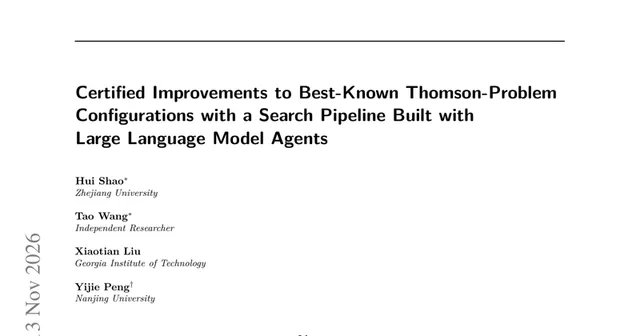 Certified Improvements to Best-Known Thomson-Problem
Configurations with a Search Pipeline Built with
Large Language Model Agents
Hui Shao*
Zhejiang University
Tao Wang*
Independent Researcher
Xiaotian Liu
Georgia Institute of Technology
Yijie Peng†
Nanjing University
3 Nov 2026